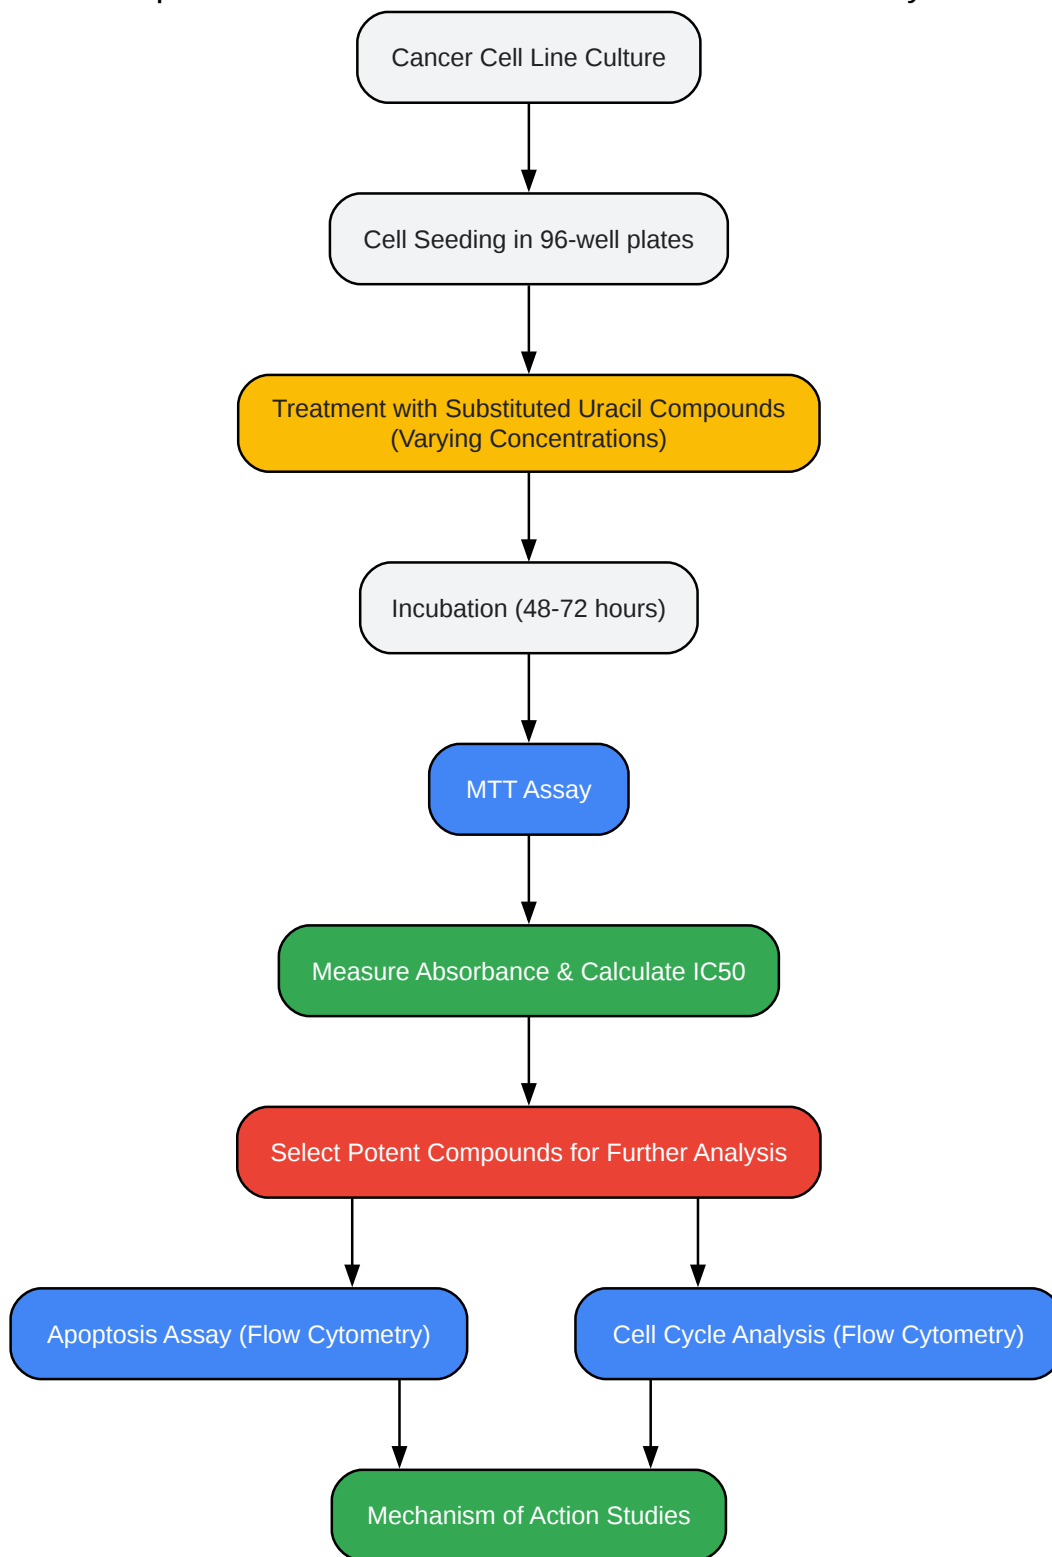 Cancer Cell Line Culture
Cell Seeding in 96-well plates
Treatment with Substituted Uracil Compounds
(Varying Concentrations)
Incubation (48-72 hours)
MTT Assay
Measure Absorbance & Calculate IC50
Select Potent Compounds for Further Analysis
Apoptosis Assay (Flow Cytometry)
Cell Cycle Analysis (Flow Cytometry)
Mechanism of Action Studies